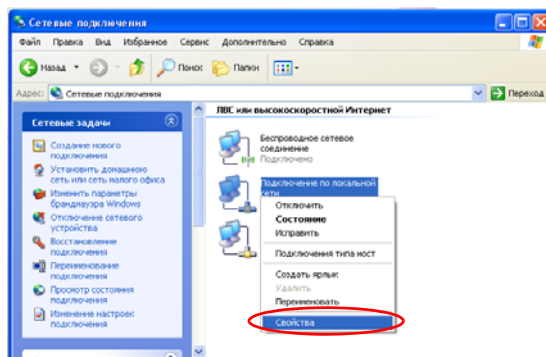 Сетевые подключения
Файл Правка Вид Избранное Сервис Дополнительно Справка
Назад Поиск Папки
Адрес: Сетевые подключения Переход
Сетевые задачи
Создание нового
подключения
Установить домашнюю
сеть или сеть малого офиса
Изменить параметры
брандмауэра Windows
Отключение сетевого
устройства
Восстановление
подключения
Переименование
подключения
Просмотр состояния
подключения
Изменение настроек
подключения
ЛВС или высокоскоростной Интернет
Беспроводное сетевое
соединение
Подключено
Подключение по локальной
сети
Отключить
Состояние
Исправить
Подключения типа мост
Создать ярлык
Удалить
Переименовать
Свойства